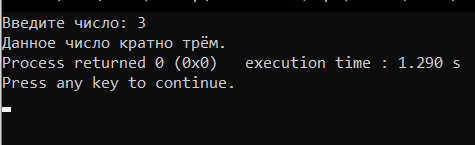 Введите число: 3
Данное число кратно трём.
Process returned 0 (0x0)   execution time : 1.290 s
Press any key to continue.